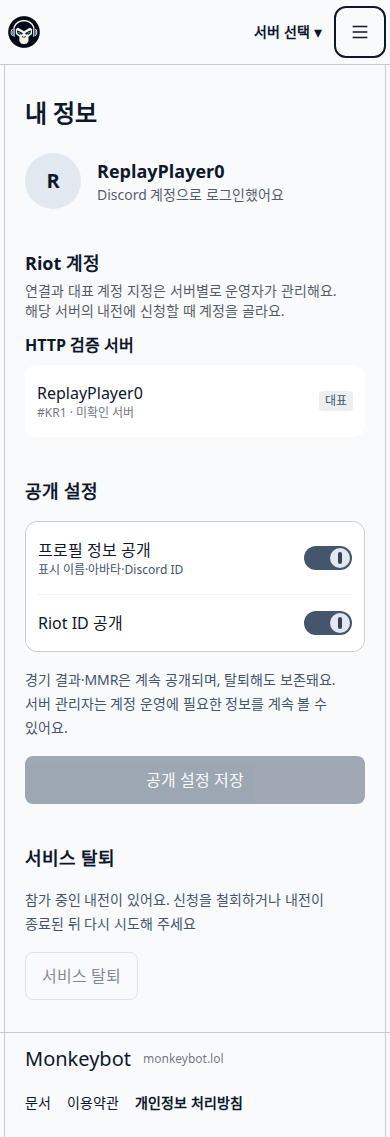 서버 선택 ▾
내 정보
R
ReplayPlayer0
Discord 계정으로 로그인했어요
Riot 계정
연결과 대표 계정 지정은 서버별로 운영자가 관리해요.
해당 서버의 내전에 신청할 때 계정을 골라요.
HTTP 검증 서버
ReplayPlayer0
#KR1 · 미확인 서버
대표
공개 설정
프로필 정보 공개
표시 이름·아바타·Discord ID
Riot ID 공개
경기 결과·MMR은 계속 공개되며, 탈퇴해도 보존돼요.
서버 관리자는 계정 운영에 필요한 정보를 계속 볼 수
있어요.
공개 설정 저장
서비스 탈퇴
참가 중인 내전이 있어요. 신청을 철회하거나 내전이
종료된 뒤 다시 시도해 주세요
서비스 탈퇴
Monkeybot monkeybot.lol
문서 이용약관 개인정보 처리방침